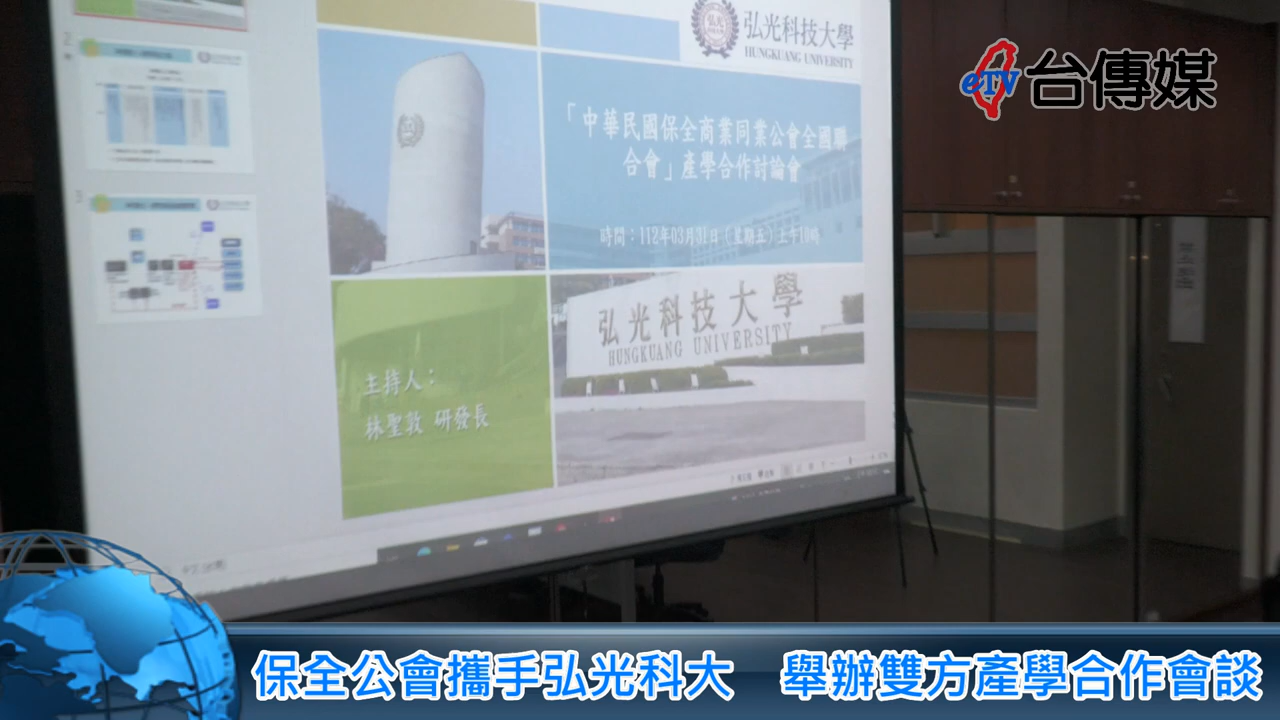 弘光科技大學
HUNGKUANG UNIVERSITY
eTV 台傳媒
「中華民國保全商業同業公會全國聯
合會」產學合作討論會
時間：112年03月31日（星期五）上午10時
弘光科技大學
HUNGKUANG UNIVERSITY
主持人：
林聖敦 研發長
2
3
保全公會攜手弘光科大 舉辦雙方產學合作會談